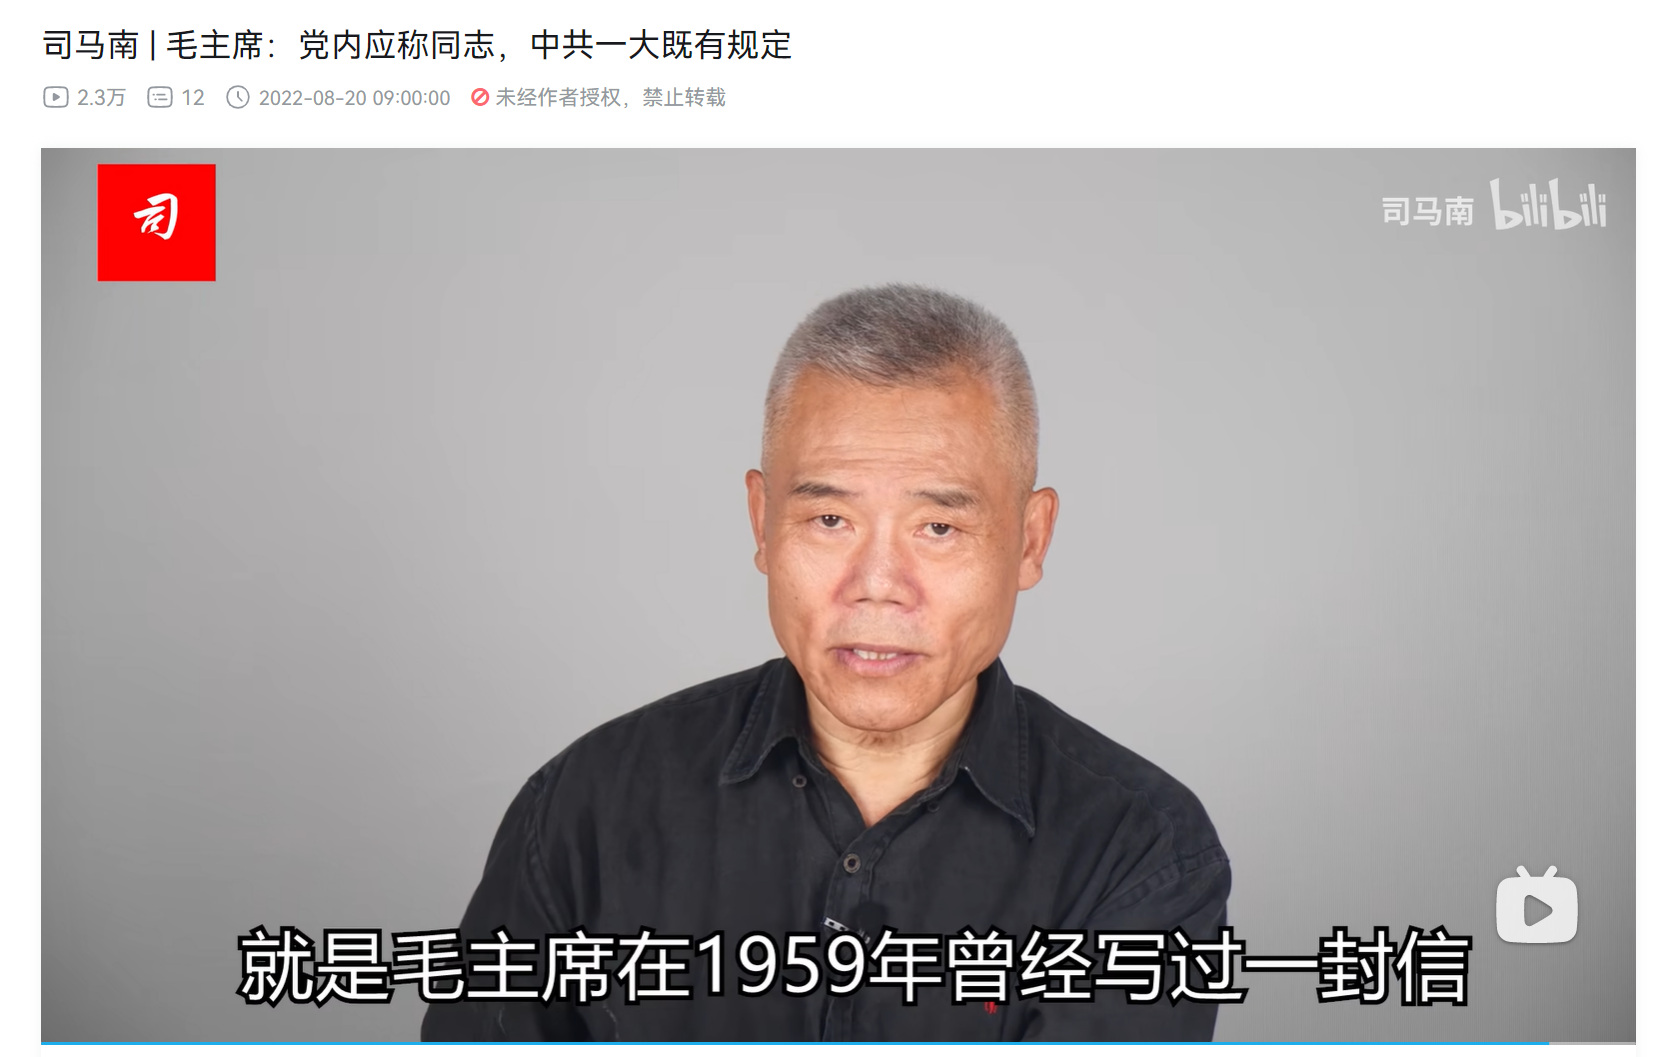 司马南 | 毛主席：党内应称同志，中共一大既有规定
2.3万 12 2022-08-20 09:00:00 未经作者授权，禁止转载
司
司马南 bilibili
就是毛主席在1959年曾经写过一封信